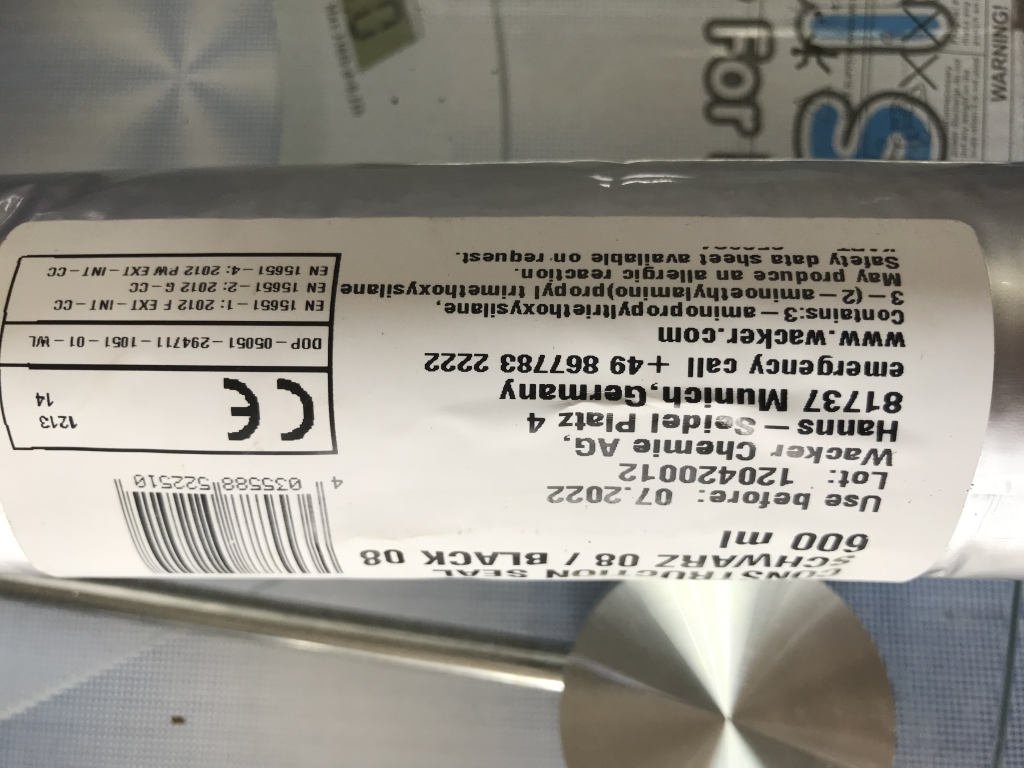 CONSTRUCTION SEAL
SCHWARZ 08 / BLACK 08
600 ml
Use before: 07.2022
Lot: 120420012
Wacker Chemie AG,
Hanns-Seidel Platz 4
81737 Munich,Germany
emergency call +49 867783 2222
www.wacker.com
Contains:3-aminopropyltriethoxysilane,
3-(2-aminoethylamino)propyl trimethoxysilane
May produce an allergic reaction.
Safety data sheet available on request.
4 035588 522510
CE
1213
14
DOP-05051-294711-1051-01-WL
EN 15651-1: 2012 F EXT-INT-CC
EN 15651-2: 2012 G-CC
EN 15651-4: 2012 PW EXT-INT-CC
For
WARNING!